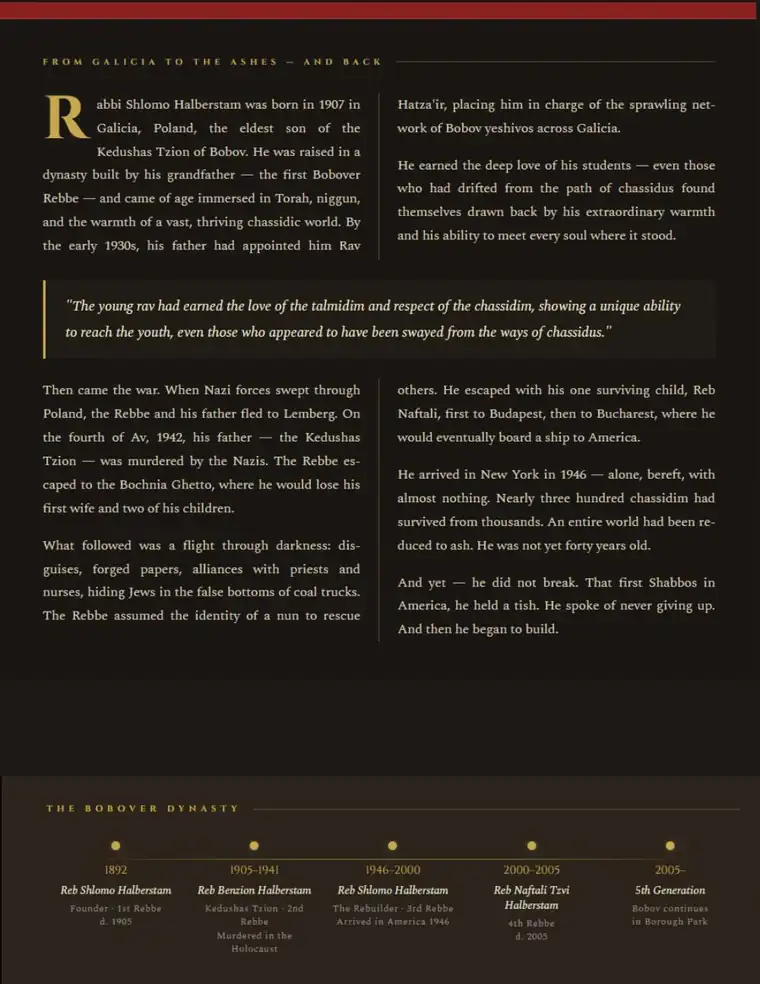 FROM GALICIA TO THE ASHES — AND BACK
Rabbi Shlomo Halberstam was born in 1907 in
Galicia, Poland, the eldest son of the
Kedushas Tzion of Bobov. He was raised in a
dynasty built by his grandfather — the first Bobover
Rebbe — and came of age immersed in Torah, niggun,
and the warmth of a vast, thriving chassidic world. By
the early 1930s, his father had appointed him Rav
Hatza'ir, placing him in charge of the sprawling net-
work of Bobov yeshivos across Galicia.
He earned the deep love of his students — even those
who had drifted from the path of chassidus found
themselves drawn back by his extraordinary warmth
and his ability to meet every soul where it stood.
"The young rav had earned the love of the talmidim and respect of the chassidim, showing a unique ability
to reach the youth, even those who appeared to have been swayed from the ways of chassidus."
Then came the war. When Nazi forces swept through
Poland, the Rebbe and his father fled to Lemberg. On
the fourth of Av, 1942, his father — the Kedushas
Tzion — was murdered by the Nazis. The Rebbe es-
caped to the Bochnia Ghetto, where he would lose his
first wife and two of his children.
What followed was a flight through darkness: dis-
guises, forged papers, alliances with priests and
nurses, hiding Jews in the false bottoms of coal trucks.
The Rebbe assumed the identity of a nun to rescue
others. He escaped with his one surviving child, Reb
Naftali, first to Budapest, then to Bucharest, where he
would eventually board a ship to America.
He arrived in New York in 1946 — alone, bereft, with
almost nothing. Nearly three hundred chassidim had
survived from thousands. An entire world had been re-
duced to ash. He was not yet forty years old.
And yet — he did not break. That first Shabbos in
America, he held a tish. He spoke of never giving up.
And then he began to build.
THE BOBOVER DYNASTY
1892
Reb Shlomo Halberstam
Founder · 1st Rebbe
d. 1905
1905–1941
Reb Benzion Halberstam
Kedushas Tzion · 2nd
Rebbe
Murdered in the
Holocaust
1946–2000
Reb Shlomo Halberstam
The Rebuilder · 3rd Rebbe
Arrived in America 1946
2000–2005
Reb Naftali Tzvi
Halberstam
4th Rebbe
d. 2005
2005–
5th Generation
Bobov continues
in Borough Park